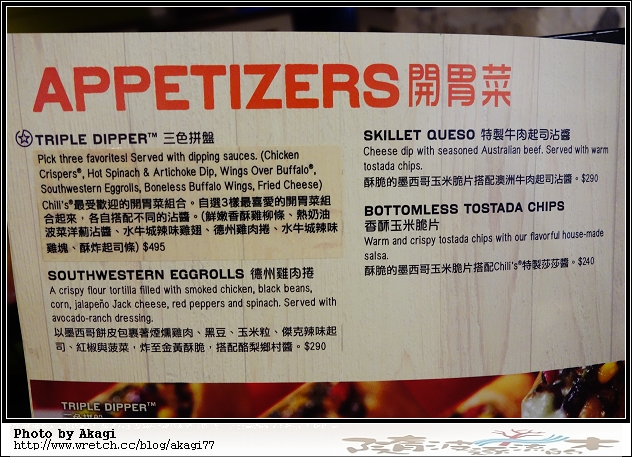 APPETIZERS 開胃菜
TRIPLE DIPPER™ 三色拼盤
Pick three favorites! Served with dipping sauces. (Chicken
Crispers®, Hot Spinach & Artichoke Dip, Wings Over Buffalo®,
Southwestern Eggrolls, Boneless Buffalo Wings, Fried Cheese)
Chili's®最受歡迎的開胃菜組合。自選3樣最喜愛的開胃菜組
合起來，各自搭配不同的沾醬。(鮮嫩香酥雞柳條、熱奶油
波菜洋薊沾醬、水牛城辣味雞翅、德州雞肉捲、水牛城辣味
雞塊、酥炸起司條) $495
SOUTHWESTERN EGGROLLS 德州雞肉捲
A crispy flour tortilla filled with smoked chicken, black beans,
corn, jalapeño Jack cheese, red peppers and spinach. Served with
avocado-ranch dressing.
以墨西哥餅皮包裹著煙燻雞肉、黑豆、玉米粒、傑克辣味起
司、紅椒與菠菜，炸至金黃酥脆，搭配酪梨鄉村醬。$290
SKILLET QUESO 特製牛肉起司沾醬
Cheese dip with seasoned Australian beef. Served with warm
tostada chips.
酥脆的墨西哥玉米脆片搭配澳洲牛肉起司沾醬。$290
BOTTOMLESS TOSTADA CHIPS
香酥玉米脆片
Warm and crispy tostada chips with our flavorful house-made
salsa.
酥脆的墨西哥玉米脆片搭配Chili's®特製莎莎醬。$240
TRIPLE DIPPER™
三色拼盤
Photo by Akagi
http://www.wretch.cc/blog/akagi77